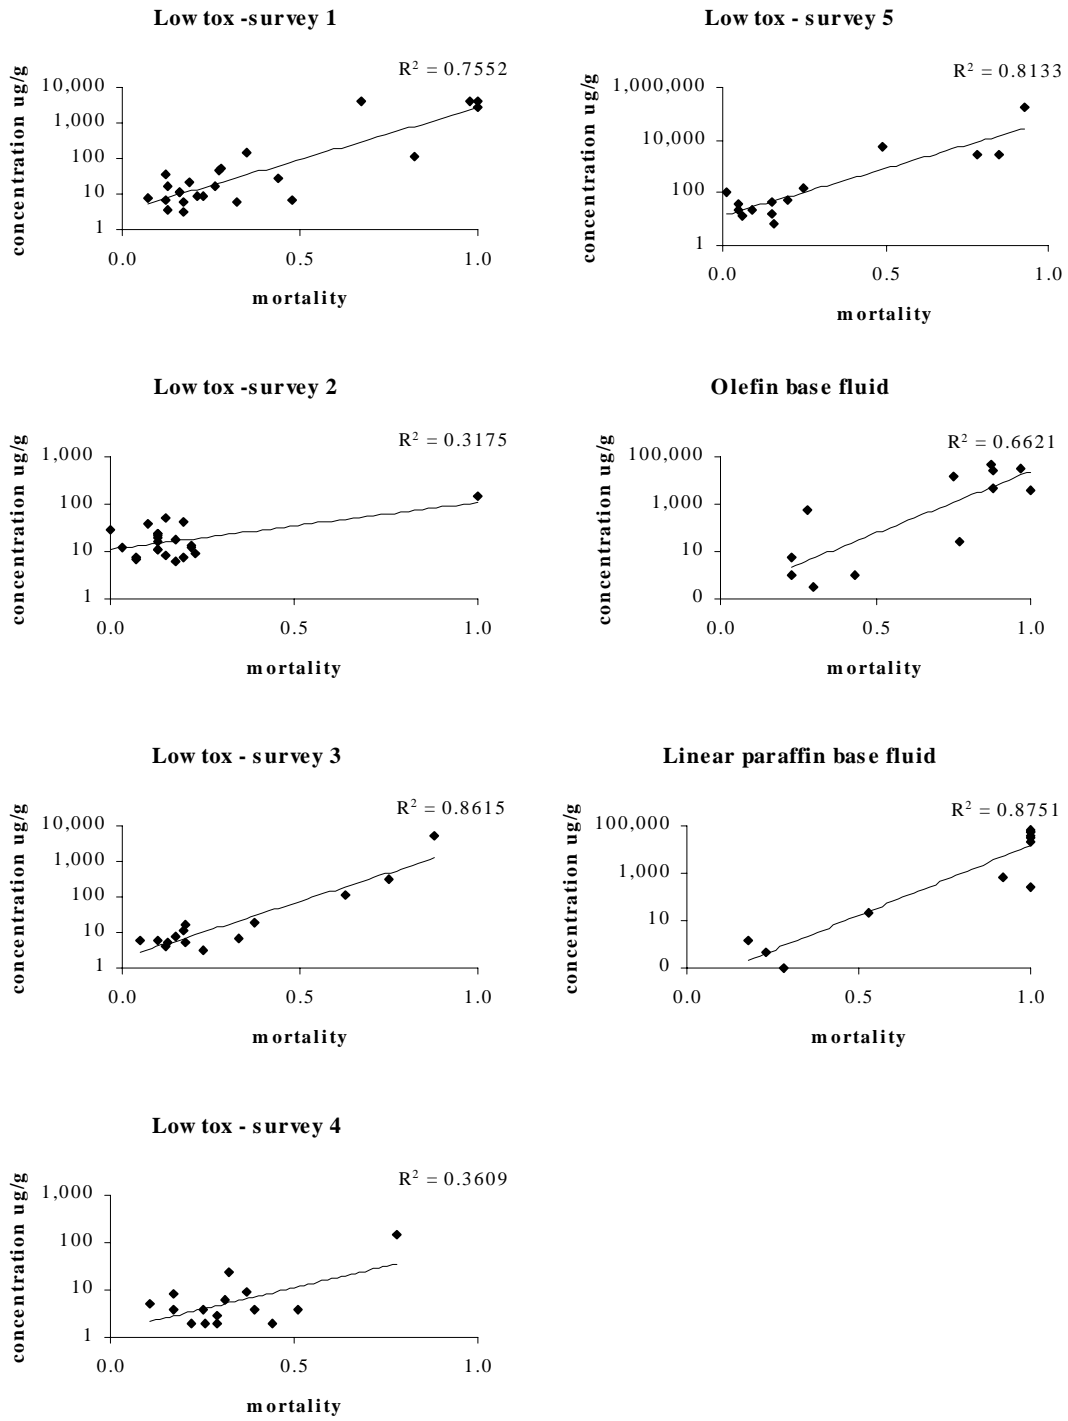 Low tox -survey 1
R² = 0.7552
concentration ug/g
10,000
1,000
100
10
1
0.0 0.5 1.0
mortality
Low tox - survey 5
R² = 0.8133
concentration ug/g
1,000,000
10,000
100
1
0.0 0.5 1.0
mortality
Low tox -survey 2
R² = 0.3175
concentration ug/g
1,000
100
10
1
0.0 0.5 1.0
mortality
Olefin base fluid
R² = 0.6621
concentration ug/g
100,000
1,000
10
0
0.0 0.5 1.0
mortality
Low tox - survey 3
R² = 0.8615
concentration ug/g
10,000
1,000
100
10
1
0.0 0.5 1.0
mortality
Linear paraffin base fluid
R² = 0.8751
concentration ug/g
100,000
1,000
10
0
0.0 0.5 1.0
mortality
Low tox - survey 4
R² = 0.3609
concentration ug/g
1,000
100
10
1
0.0 0.5 1.0
mortality